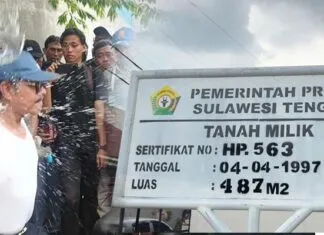 PEMERINTAH PR
SULAWESI TENG
TANAH MILIK
SERTIFIKAT NO: HP. 563
TANGGAL : 04-04-1997
LUAS : 487 M2